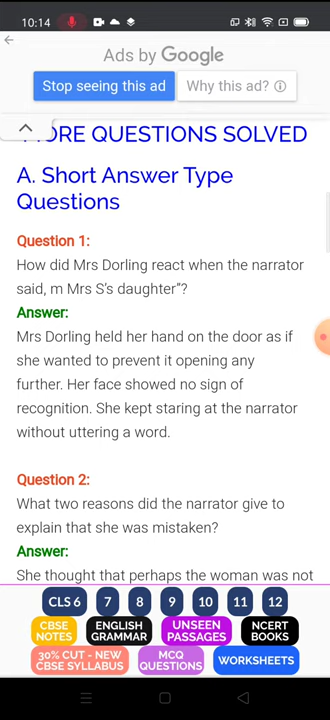 10:14
Ads by Google
Stop seeing this ad
Why this ad?
MORE QUESTIONS SOLVED
A. Short Answer Type
Questions
Question 1:
How did Mrs Dorling react when the narrator
said, m Mrs S's daughter”?
Answer:
Mrs Dorling held her hand on the door as if
she wanted to prevent it opening any
further. Her face showed no sign of
recognition. She kept staring at the narrator
without uttering a word.
Question 2:
What two reasons did the narrator give to
explain that she was mistaken?
Answer:
She thought that perhaps the woman was not
CLS 6 7 8 9 10 11 12
CBSE NOTES
ENGLISH GRAMMAR
UNSEEN PASSAGES
NCERT BOOKS
30% CUT - NEW CBSE SYLLABUS
MCQ QUESTIONS
WORKSHEETS